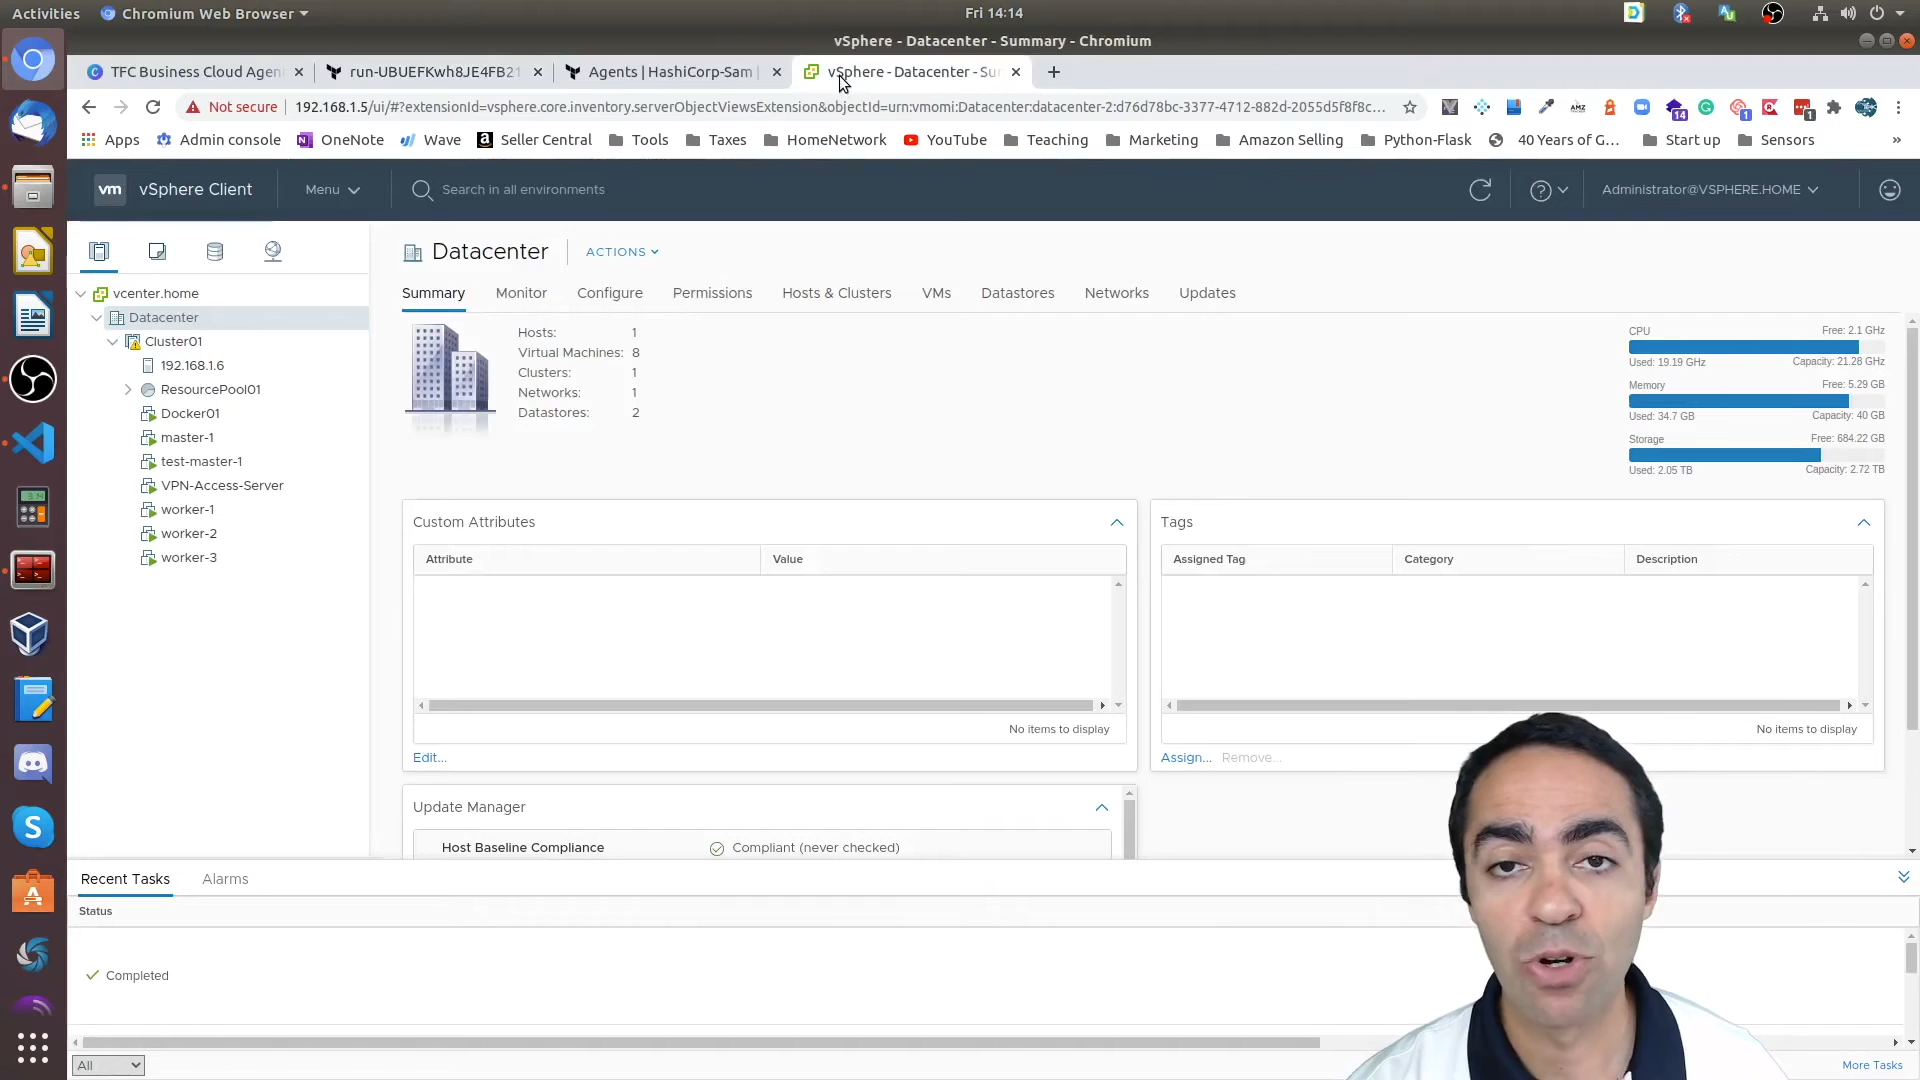 Activities
Chromium Web Browser
Fri 14:14
vSphere - Datacenter - Summary - Chromium
TFC Business Cloud Agen
run-UBUEFKwh8JE4FB21
Agents | HashiCorp-Sam
vSphere - Datacenter - Su
Not secure
192.168.1.5/ui/#?extensionId=vsphere.core.inventory.serverObjectViewsExtension&objectId=urn:vmomi:Datacenter:datacenter-2:d76d78bc-3377-4712-882d-2055d5f8f8c...
Apps
Admin console
OneNote
Wave
Seller Central
Tools
Taxes
HomeNetwork
YouTube
Teaching
Marketing
Amazon Selling
Python-Flask
40 Years of G...
Start up
Sensors
»
vm
vSphere Client
Menu
Search in all environments
Administrator@VSPHERE.HOME
vcenter.home
Datacenter
Cluster01
192.168.1.6
ResourcePool01
Docker01
master-1
test-master-1
VPN-Access-Server
worker-1
worker-2
worker-3
Datacenter
ACTIONS
Summary
Monitor
Configure
Permissions
Hosts & Clusters
VMs
Datastores
Networks
Updates
Hosts: 1
Virtual Machines: 8
Clusters: 1
Networks: 1
Datastores: 2
CPU
Free: 2.1 GHz
Used: 19.19 GHz
Capacity: 21.28 GHz
Memory
Free: 5.29 GB
Used: 34.7 GB
Capacity: 40 GB
Storage
Free: 684.22 GB
Used: 2.05 TB
Capacity: 2.72 TB
Custom Attributes
Attribute
Value
No items to display
Edit...
Tags
Assigned Tag
Category
Description
No items to display
Assign...
Remove...
Update Manager
Host Baseline Compliance
Compliant (never checked)
Recent Tasks
Alarms
Status
Completed
All
More Tasks